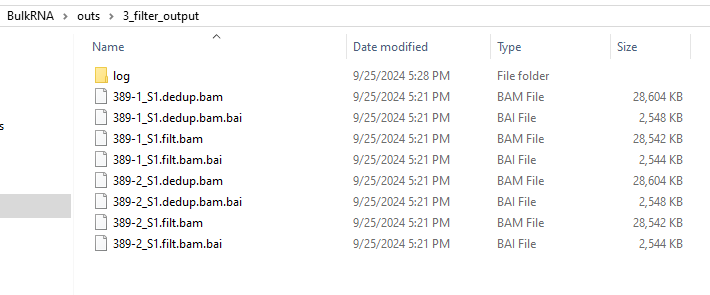 BulkRNA > outs > 3_filter_output
Name Date modified Type Size
log 9/25/2024 5:28 PM File folder
389-1_S1.dedup.bam 9/25/2024 5:21 PM BAM File 28,604 KB
389-1_S1.dedup.bam.bai 9/25/2024 5:21 PM BAI File 2,548 KB
389-1_S1.filt.bam 9/25/2024 5:21 PM BAM File 28,542 KB
389-1_S1.filt.bam.bai 9/25/2024 5:21 PM BAI File 2,544 KB
389-2_S1.dedup.bam 9/25/2024 5:21 PM BAM File 28,604 KB
389-2_S1.dedup.bam.bai 9/25/2024 5:21 PM BAI File 2,548 KB
389-2_S1.filt.bam 9/25/2024 5:21 PM BAM File 28,542 KB
389-2_S1.filt.bam.bai 9/25/2024 5:21 PM BAI File 2,544 KB
s